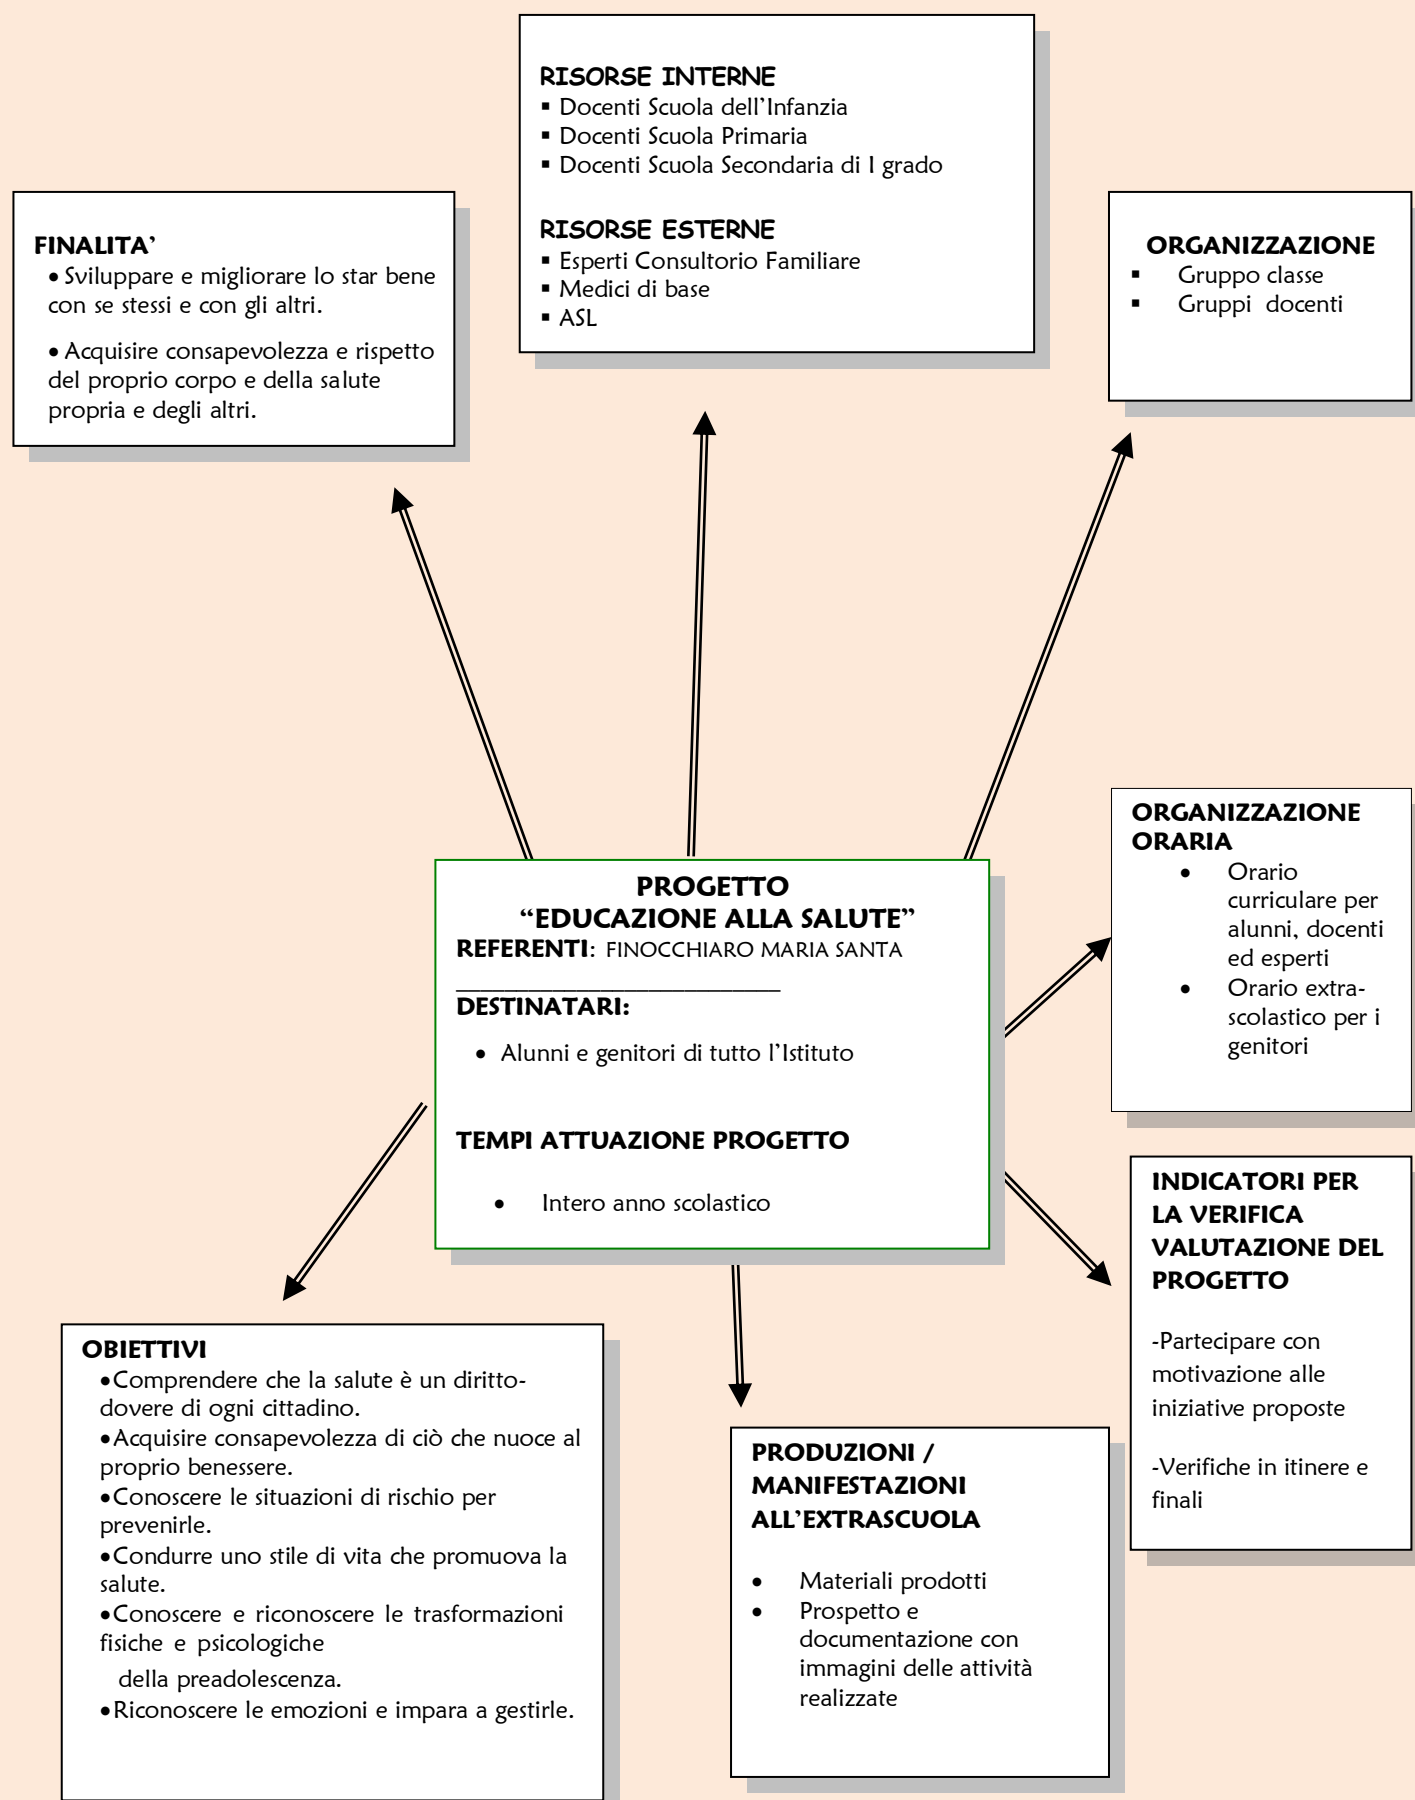 RISORSE INTERNE
▪ Docenti Scuola dell’Infanzia
▪ Docenti Scuola Primaria
▪ Docenti Scuola Secondaria di I grado
RISORSE ESTERNE
▪ Esperti Consultorio Familiare
▪ Medici di base
▪ ASL
FINALITA’
• Sviluppare e migliorare lo star bene
con se stessi e con gli altri.
• Acquisire consapevolezza e rispetto
del proprio corpo e della salute
propria e degli altri.
ORGANIZZAZIONE
▪ Gruppo classe
▪ Gruppi docenti
PROGETTO
“EDUCAZIONE ALLA SALUTE”
REFERENTI: FINOCCHIARO MARIA SANTA
___________________________
DESTINATARI:
• Alunni e genitori di tutto l’Istituto
TEMPI ATTUAZIONE PROGETTO
• Intero anno scolastico
ORGANIZZAZIONE
ORARIA
• Orario
curriculare per
alunni, docenti
ed esperti
• Orario extra-
scolastico per i
genitori
INDICATORI PER
LA VERIFICA
VALUTAZIONE DEL
PROGETTO
-Partecipare con
motivazione alle
iniziative proposte
-Verifiche in itinere e
finali
OBIETTIVI
•Comprendere che la salute è un diritto-
dovere di ogni cittadino.
•Acquisire consapevolezza di ciò che nuoce al
proprio benessere.
•Conoscere le situazioni di rischio per
prevenirle.
•Condurre uno stile di vita che promuova la
salute.
•Conoscere e riconoscere le trasformazioni
fisiche e psicologiche
della preadolescenza.
•Riconoscere le emozioni e impara a gestirle.
PRODUZIONI /
MANIFESTAZIONI
ALL’EXTRASCUOLA
• Materiali prodotti
• Prospetto e
documentazione con
immagini delle attività
realizzate